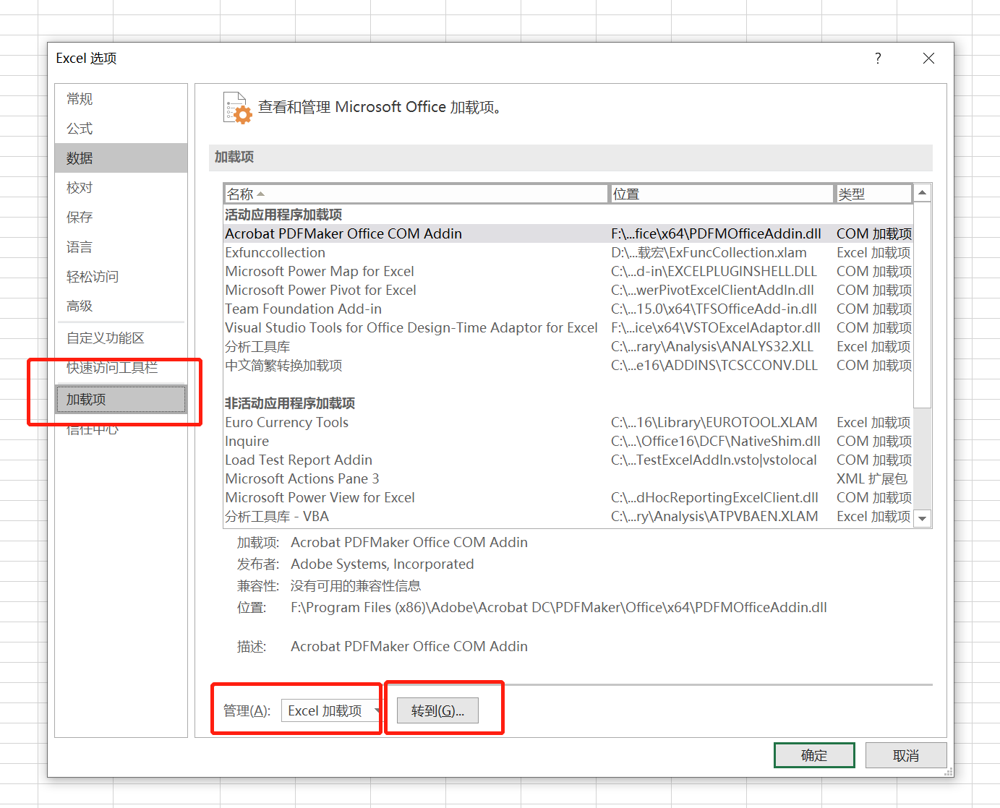 Excel 选项
?
常规
公式
数据
校对
保存
语言
轻松访问
高级
自定义功能区
快速访问工具栏
加载项
信任中心
查看和管理 Microsoft Office 加载项。
加载项
名称 位置 类型
活动应用程序加载项
Acrobat PDFMaker Office COM Addin F:\...fice\x64\PDFMOfficeAddin.dll COM 加载项
Exfunccollection D:\...载宏\ExFuncCollection.xlam Excel 加载项
Microsoft Power Map for Excel C:\...d-in\EXCELPLUGINSHELL.DLL COM 加载项
Microsoft Power Pivot for Excel C:\...werPivotExcelClientAddIn.dll COM 加载项
Team Foundation Add-in C:\...15.0\x64\TFSOfficeAdd-in.dll COM 加载项
Visual Studio Tools for Office Design-Time Adaptor for Excel F:\...ice\x64\VSTOExcelAdaptor.dll COM 加载项
分析工具库 C:\...rary\Analysis\ANALYS32.XLL Excel 加载项
中文简繁转换加载项 C:\...e16\ADDINS\TCSCCONV.DLL COM 加载项
非活动应用程序加载项
Euro Currency Tools C:\...16\Library\EUROTOOL.XLAM Excel 加载项
Inquire C:\...\Office16\DCF\NativeShim.dll COM 加载项
Load Test Report Addin C:\...TestExcelAddIn.vsto|vstolocal COM 加载项
Microsoft Actions Pane 3 XML 扩展包
Microsoft Power View for Excel C:\...dHocReportingExcelClient.dll COM 加载项
分析工具库 - VBA C:\...ry\Analysis\ATPVBAEN.XLAM Excel 加载项
加载项: Acrobat PDFMaker Office COM Addin
发布者: Adobe Systems, Incorporated
兼容性: 没有可用的兼容性信息
位置: F:\Program Files (x86)\Adobe\Acrobat DC\PDFMaker\Office\x64\PDFMOfficeAddin.dll
描述: Acrobat PDFMaker Office COM Addin
管理(A): Excel 加载项 转到(G)...
确定 取消